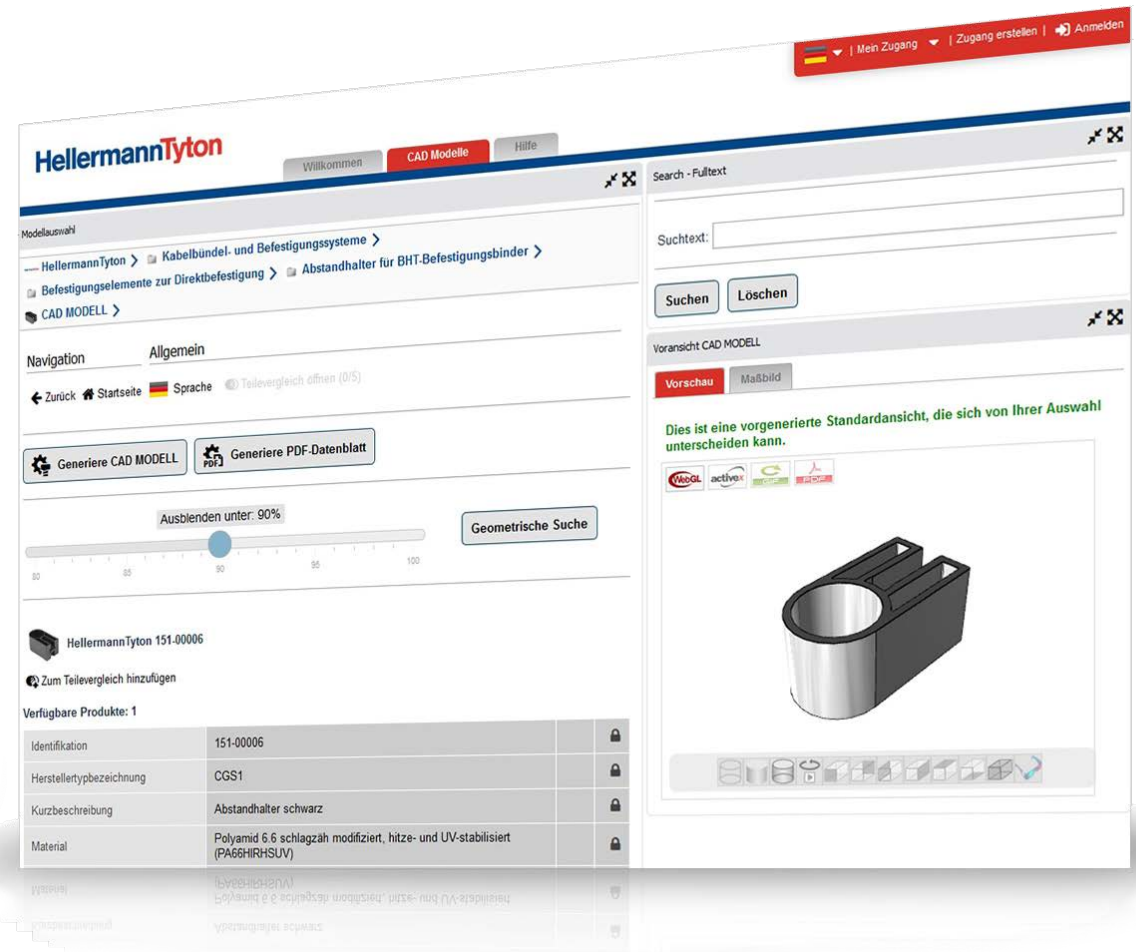 | Mein Zugang | Zugang erstellen | Anmelden
HellermannTyton
Willkommen
CAD Modelle
Hilfe
Modellauswahl
HellermannTyton > Kabelbündel- und Befestigungssysteme >
Befestigungselemente zur Direktbefestigung > Abstandhalter für BHT-Befestigungsbinder >
CAD MODELL >
Navigation
Allgemein
Zurück Startseite Sprache Teilevergleich öffnen (0/5)
Generiere CAD MODELL
PDF Generiere PDF-Datenblatt
Ausblenden unter: 90%
Geometrische Suche
80 85 90 95 100
HellermannTyton 151-00006
Zum Teilevergleich hinzufügen
Verfügbare Produkte: 1
Identifikation 151-00006
Herstellertypbezeichnung CGS1
Kurzbeschreibung Abstandhalter schwarz
Material Polyamid 6.6 schlagzäh modifiziert, hitze- und UV-stabilisiert
(PA66HIRHSUV)
Search - Fulltext
Suchtext:
Suchen Löschen
Voransicht CAD MODELL
Vorschau Maßbild
Dies ist eine vorgenerierte Standardansicht, die sich von Ihrer Auswahl
unterscheiden kann.
WebGL activex GIF PDF